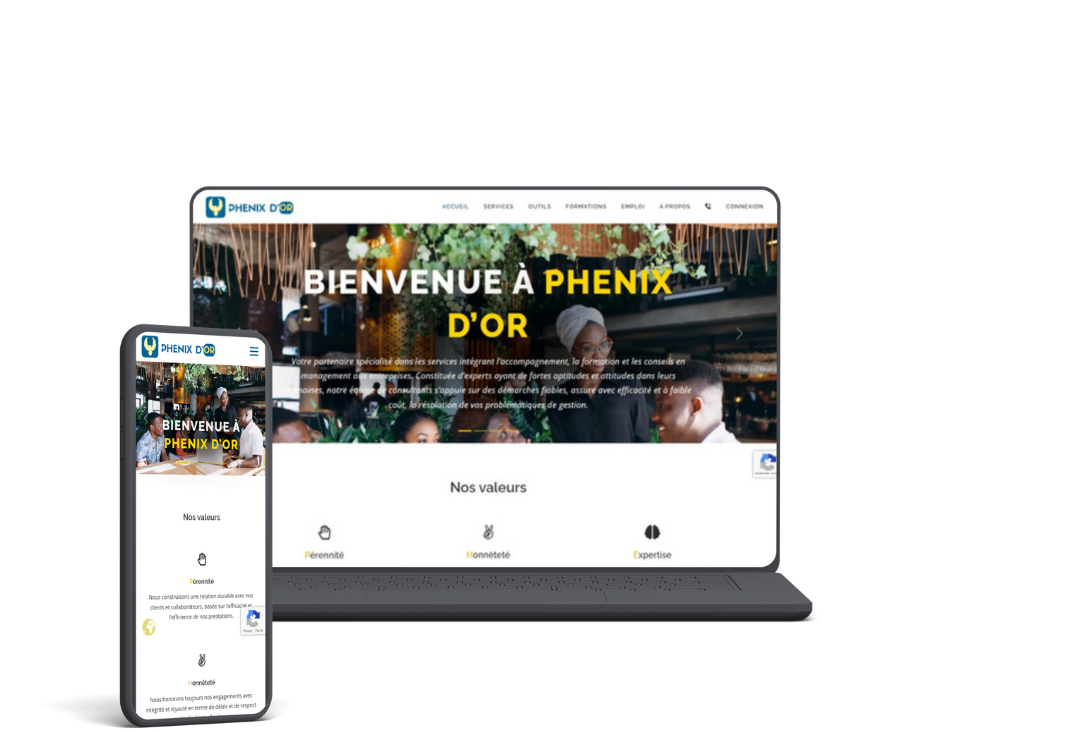 PHENIX D'OR
ACCUEIL SERVICES OUTILS FORMATIONS EMPLOI À PROPOS CONNEXION
BIENVENUE À PHENIX
D'OR
Votre partenaire spécialisé dans les services intégrant l'accompagnement, la formation et les conseils en
management aux entreprises. Constituée d'experts ayant de fortes aptitudes et attitudes dans leurs
notre équipe de consultants s'appuie sur des démarches fiables, assure avec efficacité et à faible
coût, la résolution de vos problématiques de gestion.
Nos valeurs
Pérennité Honnêteté Expertise
PHENIX D'OR
BIENVENUE À
PHENIX D'OR
Nos valeurs
Pérennité
Nous construisons une relation durable avec nos
clients et collaborateurs, basée sur l'efficacité et
l'efficience de nos prestations.
Honnêteté
Nous honorons toujours nos engagements avec
intégrité et loyauté en terme de délais et de respect